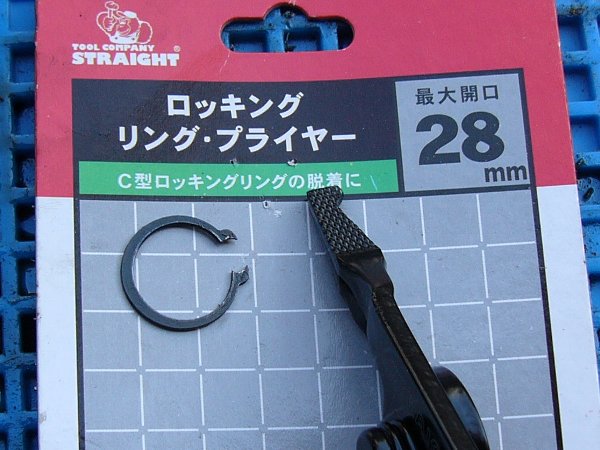 TOOL COMPANY
STRAIGHT®
ロッキング
リング・プライヤー
C型ロッキングリングの脱着に
最大開口
28
mm